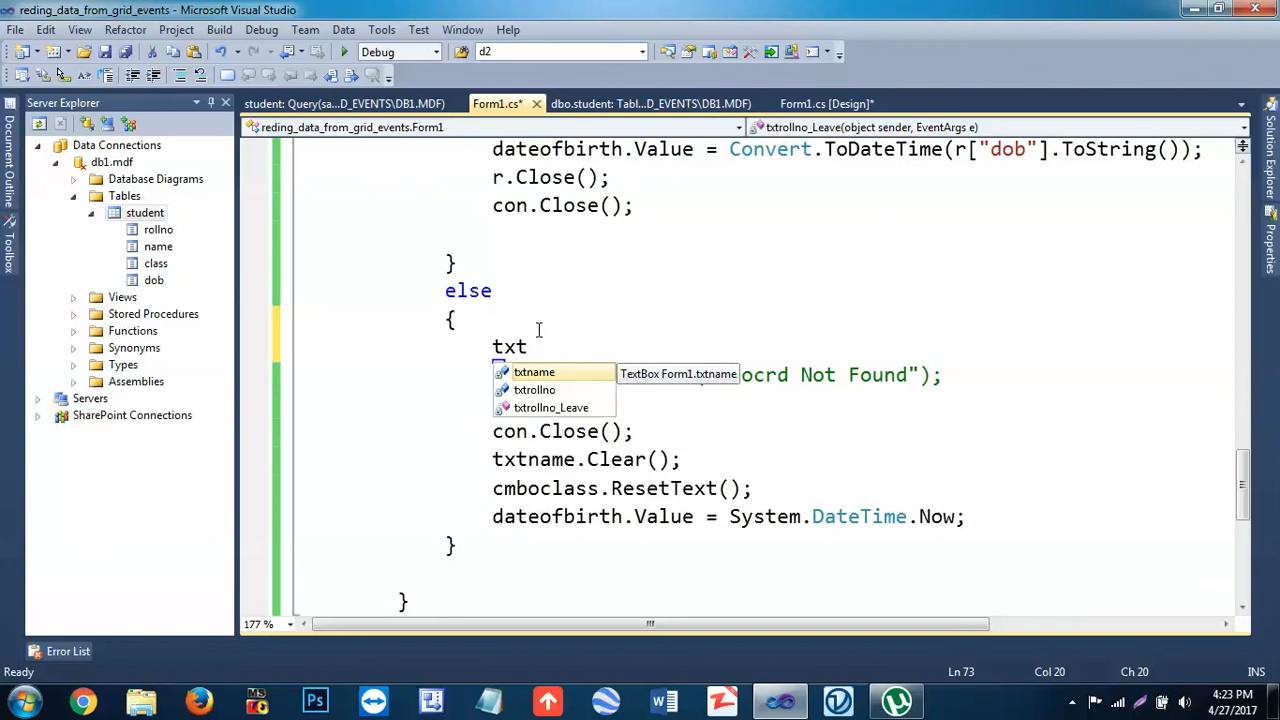 reding_data_from_grid_events - Microsoft Visual Studio
File Edit View Refactor Project Build Debug Team Data Tools Test Window Help
Debug d2
Server Explorer
student: Query(sa...D_EVENTS\DB1.MDF) Form1.cs* dbo.student: Tabl...D_EVENTS\DB1.MDF) Form1.cs [Design]*
reding_data_from_grid_events.Form1 txtrollno_Leave(object sender, EventArgs e)
Document Outline
Toolbox
Solution Explorer
Properties
Data Connections
db1.mdf
Database Diagrams
Tables
student
rollno
name
class
dob
Views
Stored Procedures
Functions
Synonyms
Types
Assemblies
Servers
SharePoint Connections
dateofbirth.Value = Convert.ToDateTime(r["dob"].ToString());
r.Close();
con.Close();
}
else
{
txt
txtname TextBox Form1.txtname
txtrollno
txtrollno_Leave
ocrd Not Found");
con.Close();
txtname.Clear();
cmboclass.ResetText();
dateofbirth.Value = System.DateTime.Now;
}
}
177 %
Error List
Ready Ln 73 Col 20 Ch 20 INS
MS
Ps
4:23 PM
4/27/2017